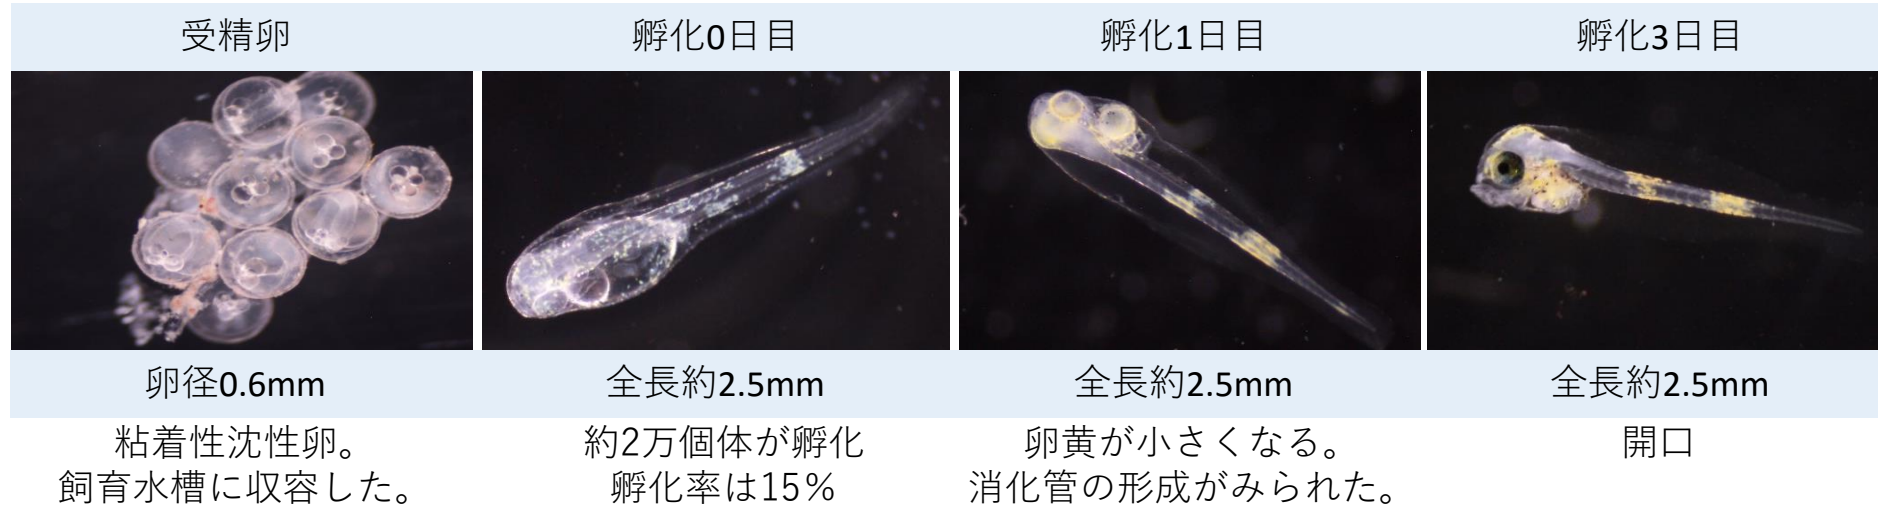 受精卵
孵化0日目
孵化1日目
孵化3日目
卵径0.6mm
全長約2.5mm
全長約2.5mm
全長約2.5mm
粘着性沈性卵。
飼育水槽に収容した。
約2万個体が孵化
孵化率は15%
卵黄が小さくなる。
消化管の形成がみられた。
開口